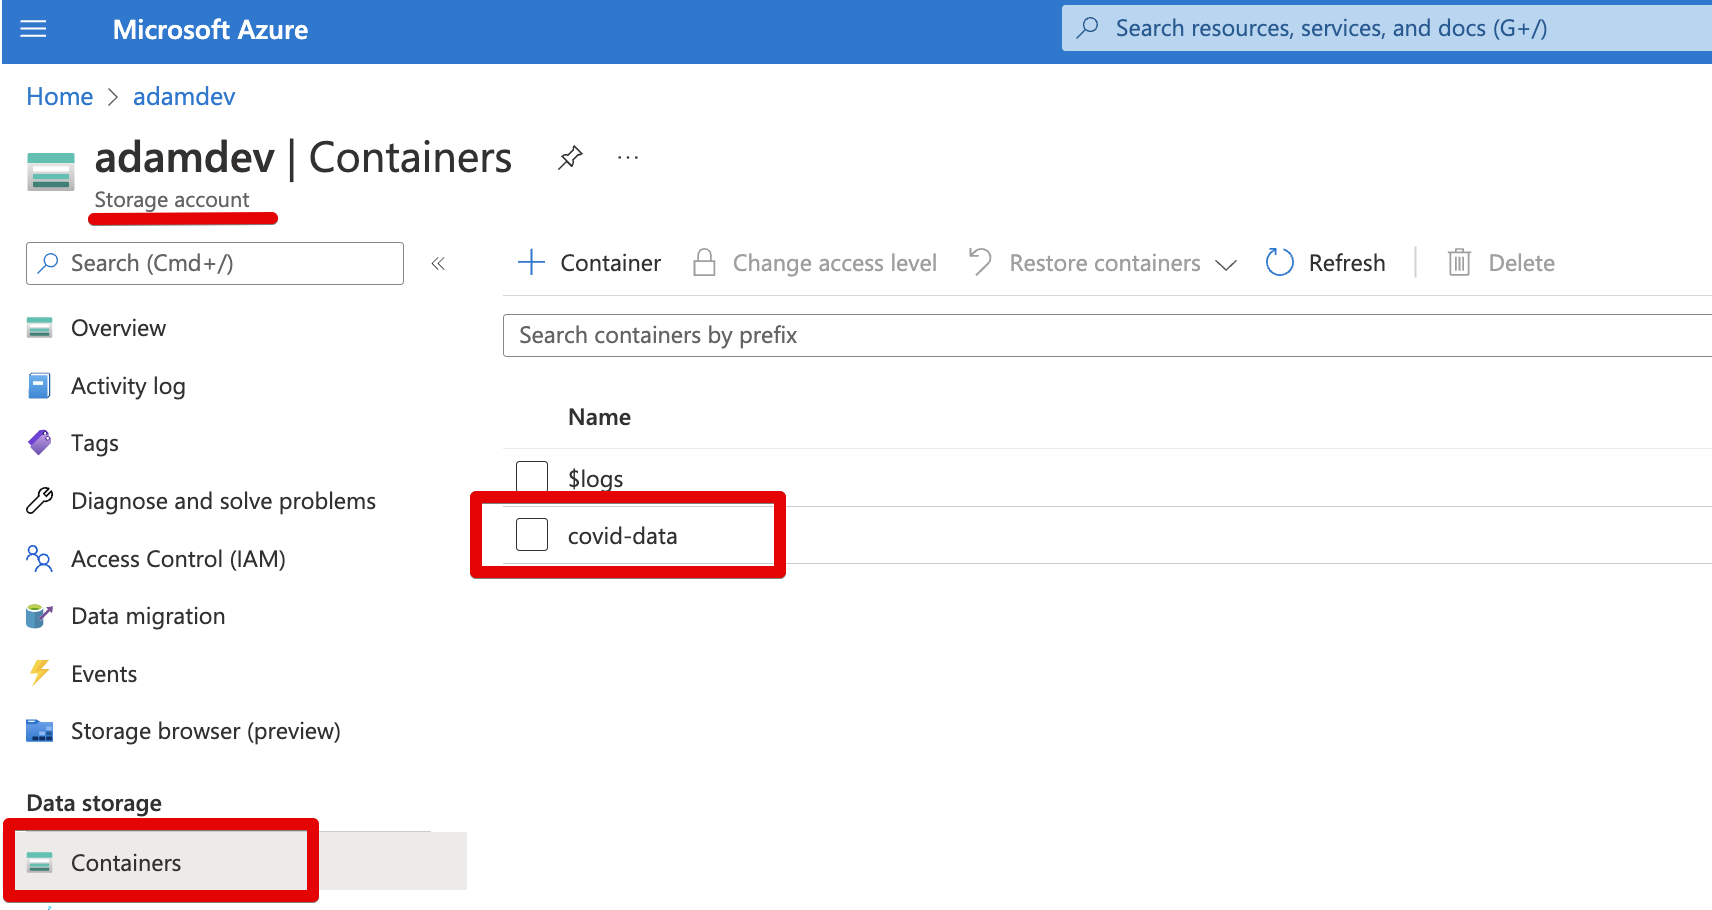 Microsoft Azure
Search resources, services, and docs (G+/)
Home > adamdev
adamdev | Containers
...
Storage account
Search (Cmd+/)
«
+ Container
Change access level
Restore containers
Refresh
Delete
Overview
Activity log
Tags
Diagnose and solve problems
Access Control (IAM)
Data migration
Events
Storage browser (preview)
Data storage
Containers
Search containers by prefix
Name
$logs
covid-data